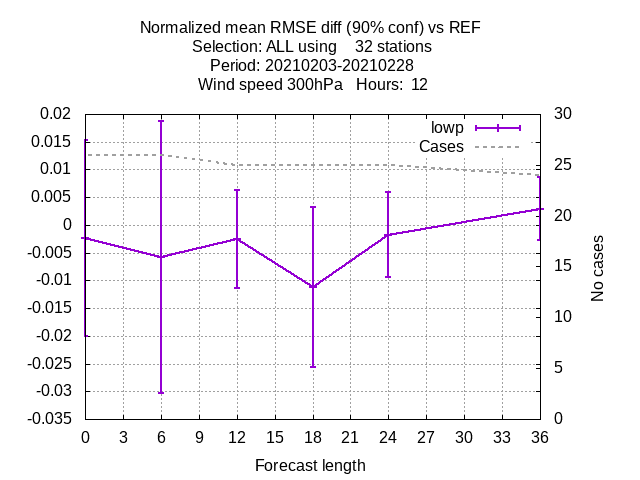 Normalized mean RMSE diff (90% conf) vs REF
Selection: ALL using 32 stations
Period: 20210203-20210228
Wind speed 300hPa Hours: 12
lowp
Cases
0.02
0.015
0.01
0.005
0
-0.005
-0.01
-0.015
-0.02
-0.025
-0.03
-0.035
30
25
20
15
10
5
0
No cases
0 3 6 9 12 15 18 21 24 27 30 33 36
Forecast length